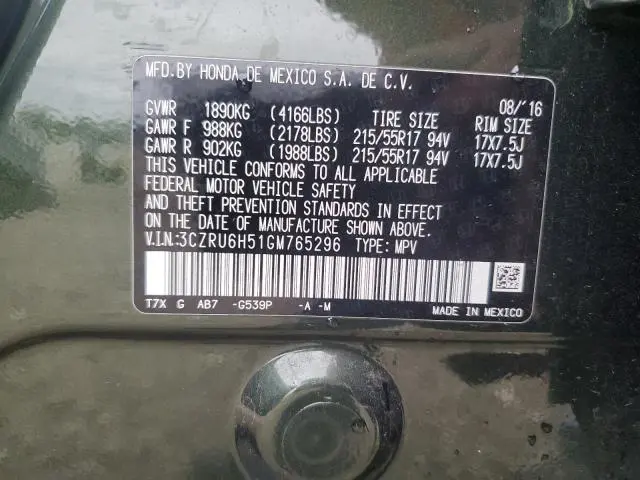 MFD.BY HONDA DE MEXICO S.A. DE C.V.
08/'16
GVWR 1890KG (4166LBS) TIRE SIZE RIM SIZE
GAWR F 988KG (2178LBS) 215/55R17 94V 17X7.5J
GAWR R 902KG (1988LBS) 215/55R17 94V 17X7.5J
THIS VEHICLE CONFORMS TO ALL APPLICABLE
FEDERAL MOTOR VEHICLE SAFETY
AND THEFT PREVENTION STANDARDS IN EFFECT
ON THE DATE OF MANUFACTURE SHOWN ABOVE.
V.I.N.:3CZRU6H51GM765296 TYPE: MPV
T7X G AB7 -G539P -A -M
MADE IN MEXICO